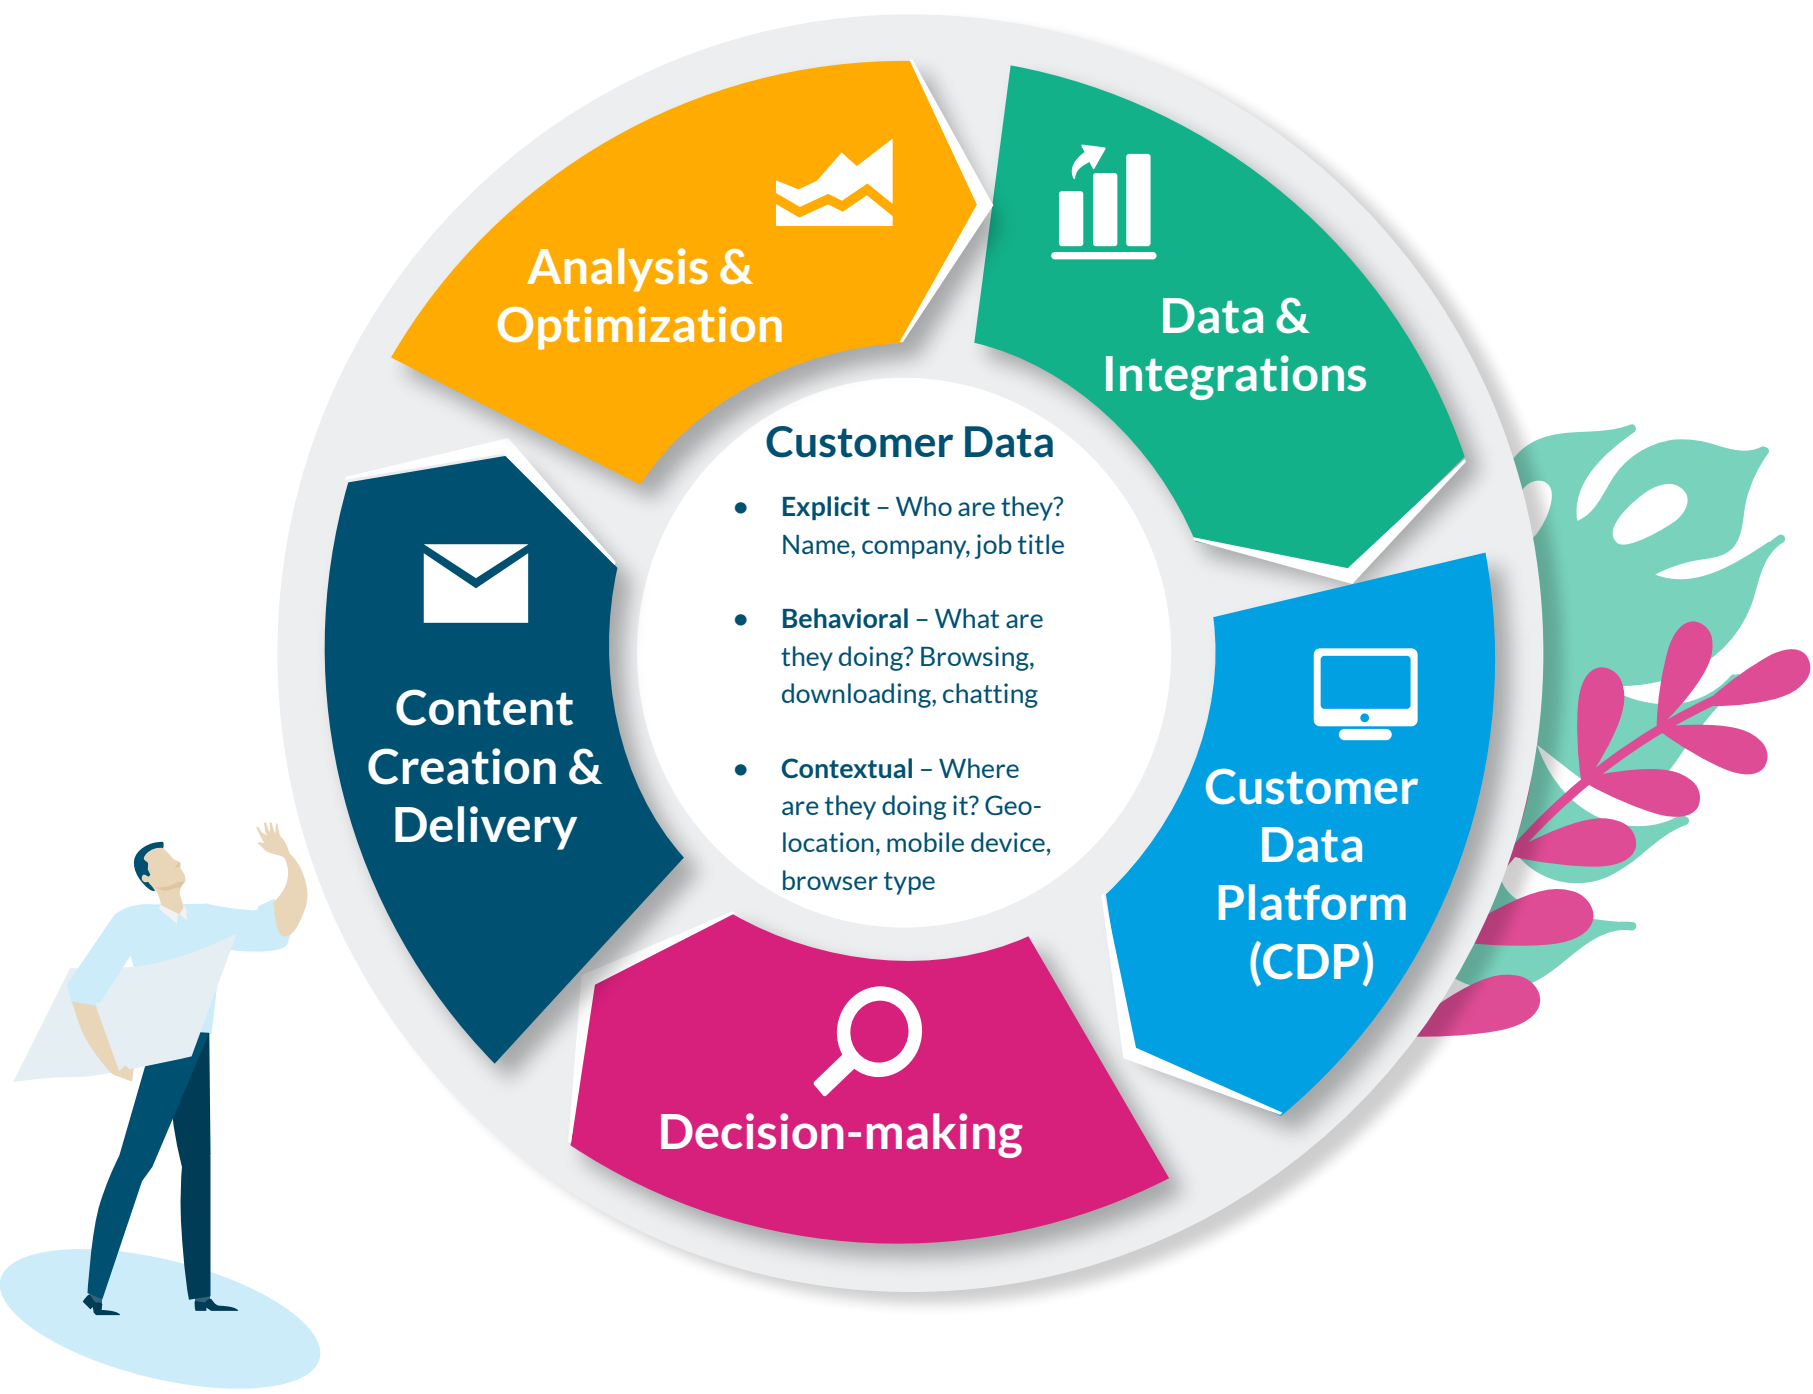 Analysis &
Optimization
Data &
Integrations
Customer Data
● Explicit – Who are they?
Name, company, job title
● Behavioral – What are
they doing? Browsing,
downloading, chatting
● Contextual – Where
are they doing it? Geo-
location, mobile device,
browser type
Content
Creation &
Delivery
Customer
Data
Platform
(CDP)
Decision-making